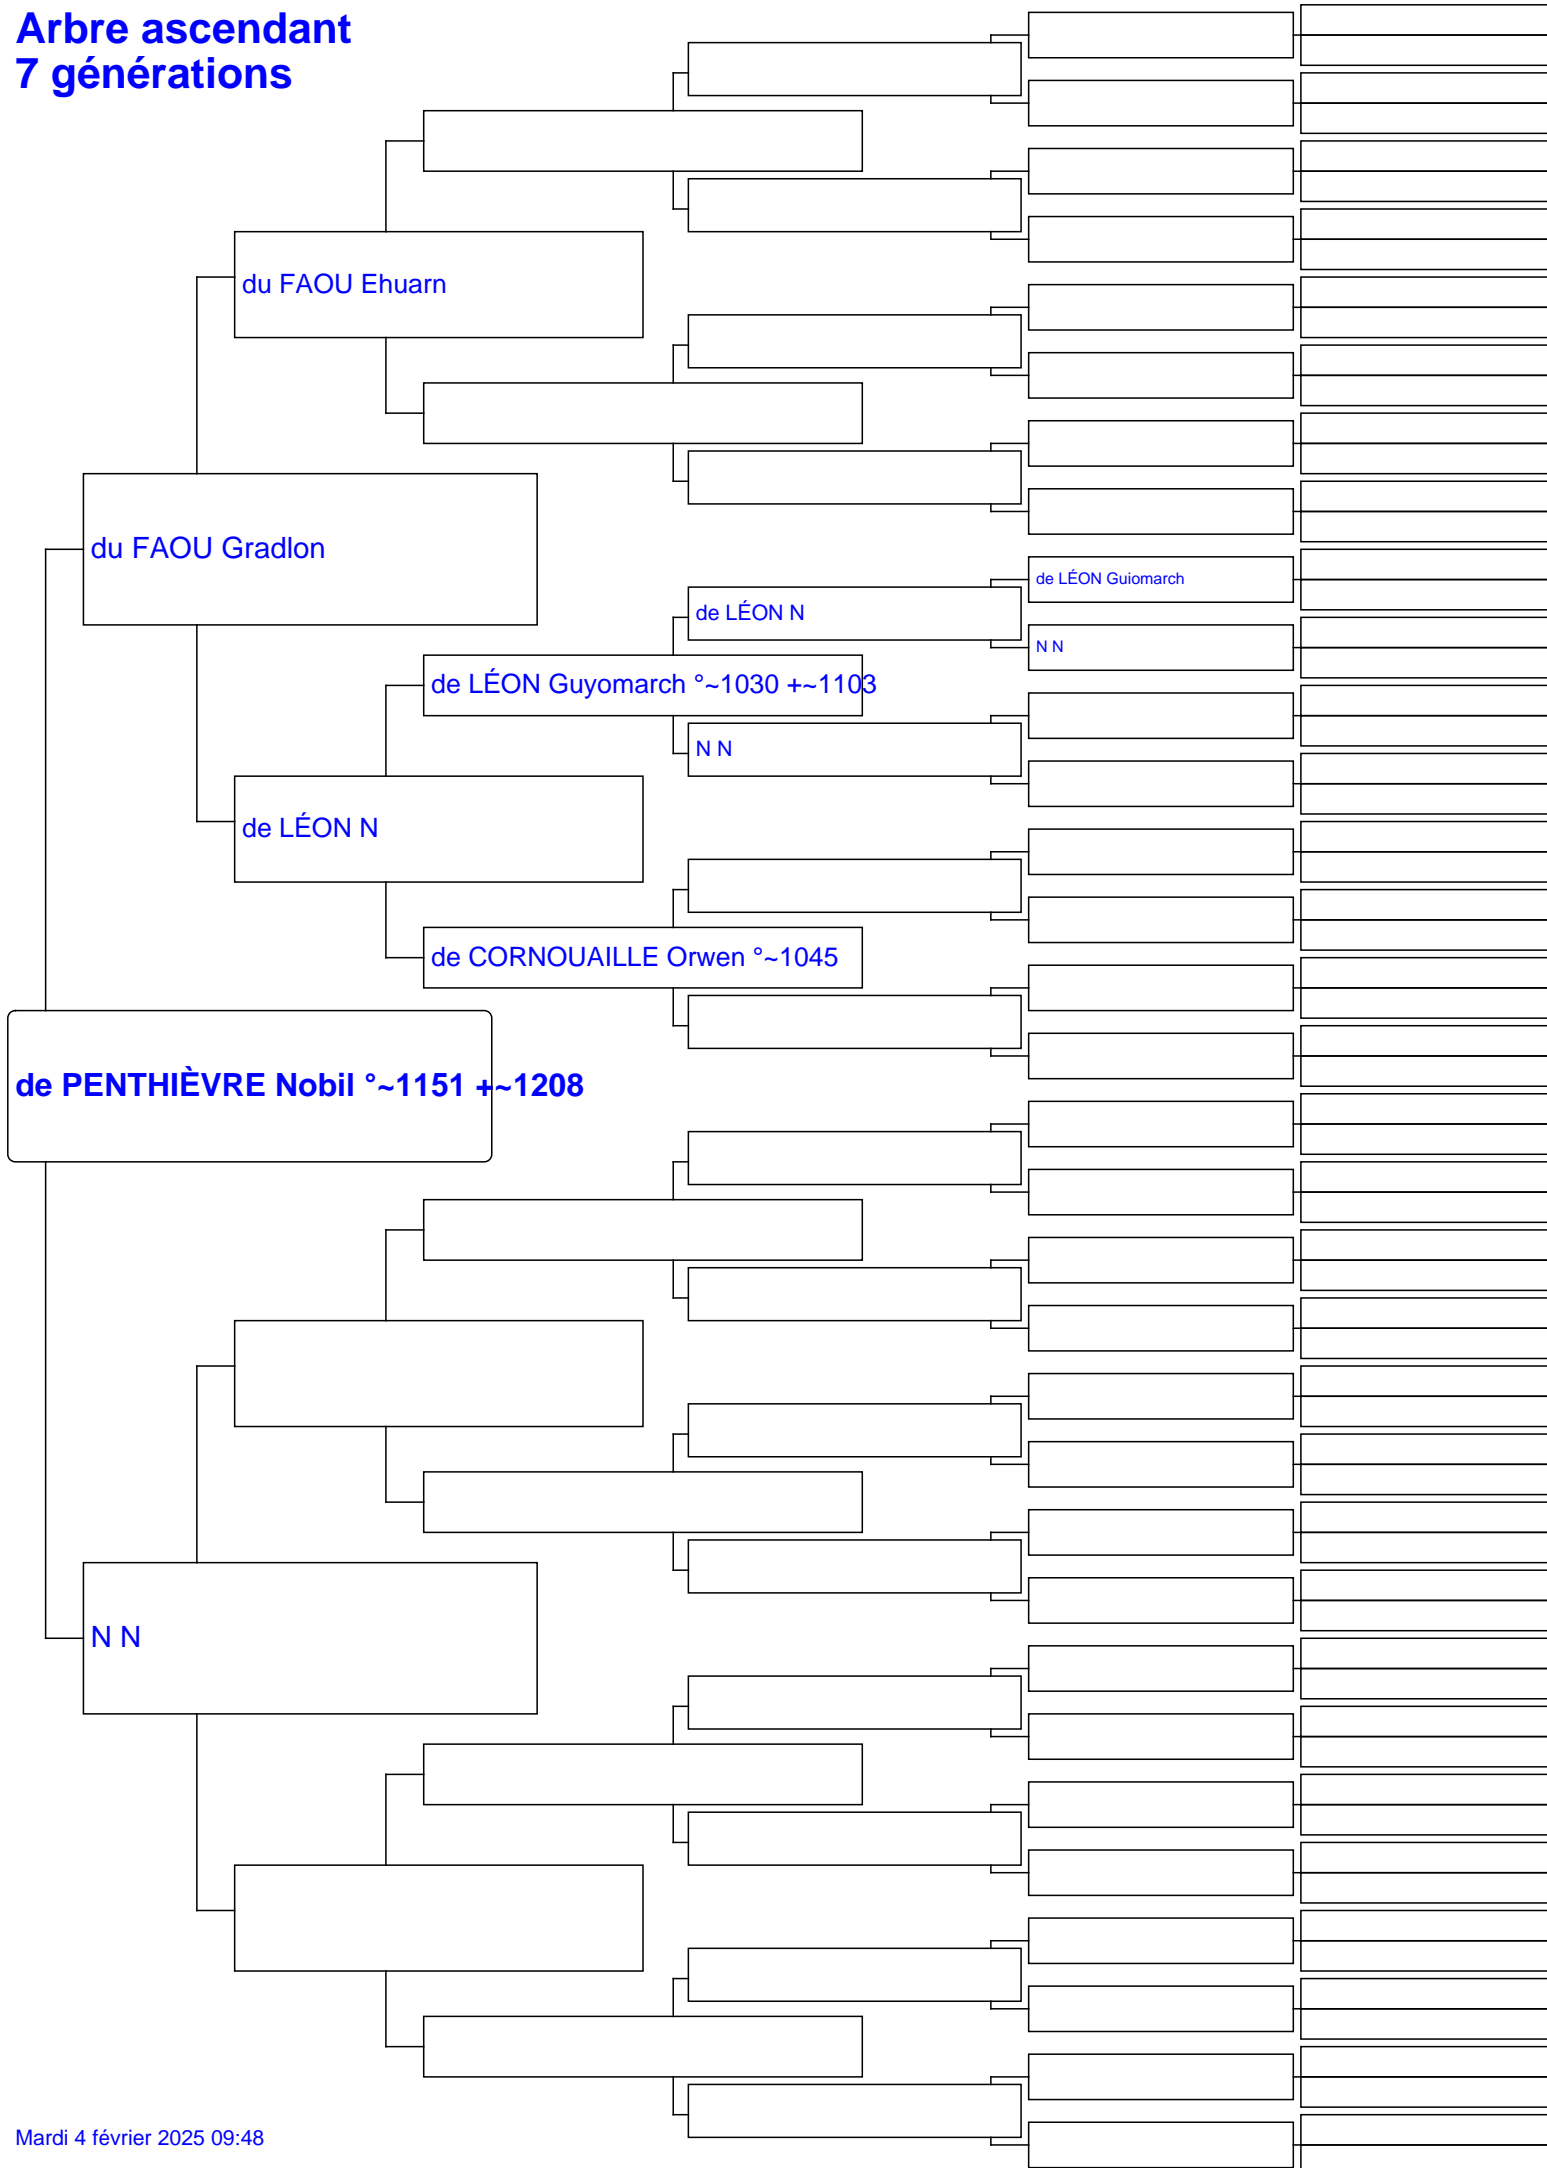 Arbre ascendant
7 générations
du FAOU Ehuarn
du FAOU Gradlon
de LÉON Guiomarch
de LÉON N
N N
de LÉON Guyomarch °~1030 +~1103
N N
de LÉON N
de CORNOUAILLE Orwen °~1045
de PENTHIÈVRE Nobil °~1151 +~1208
N N
Mardi 4 février 2025 09:48